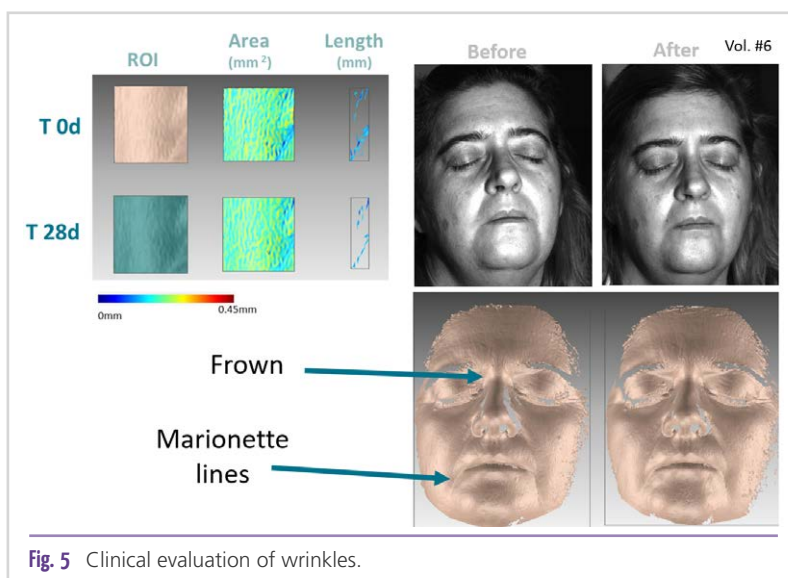 ROI
Area
(mm²)
Length
(mm)
T 0d
T 28d
0mm
0.45mm
Before
After
Vol. #6
Frown
Marionette
lines
Fig. 5 Clinical evaluation of wrinkles.